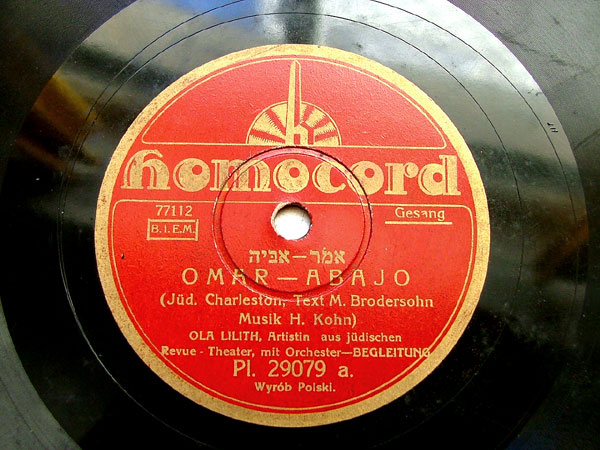 homocord
77112
B.I.E.M.
Gesang
אמר–אבײה
OMAR—ABAJO
(Jüd. Charleston, Text M. Brodersohn
Musik H. Kohn)
OLA LILITH, Artistin aus jüdischen
Revue - Theater, mit Orchester—BEGLEITUNG
Pl. 29079 a.
Wyrób Polski.